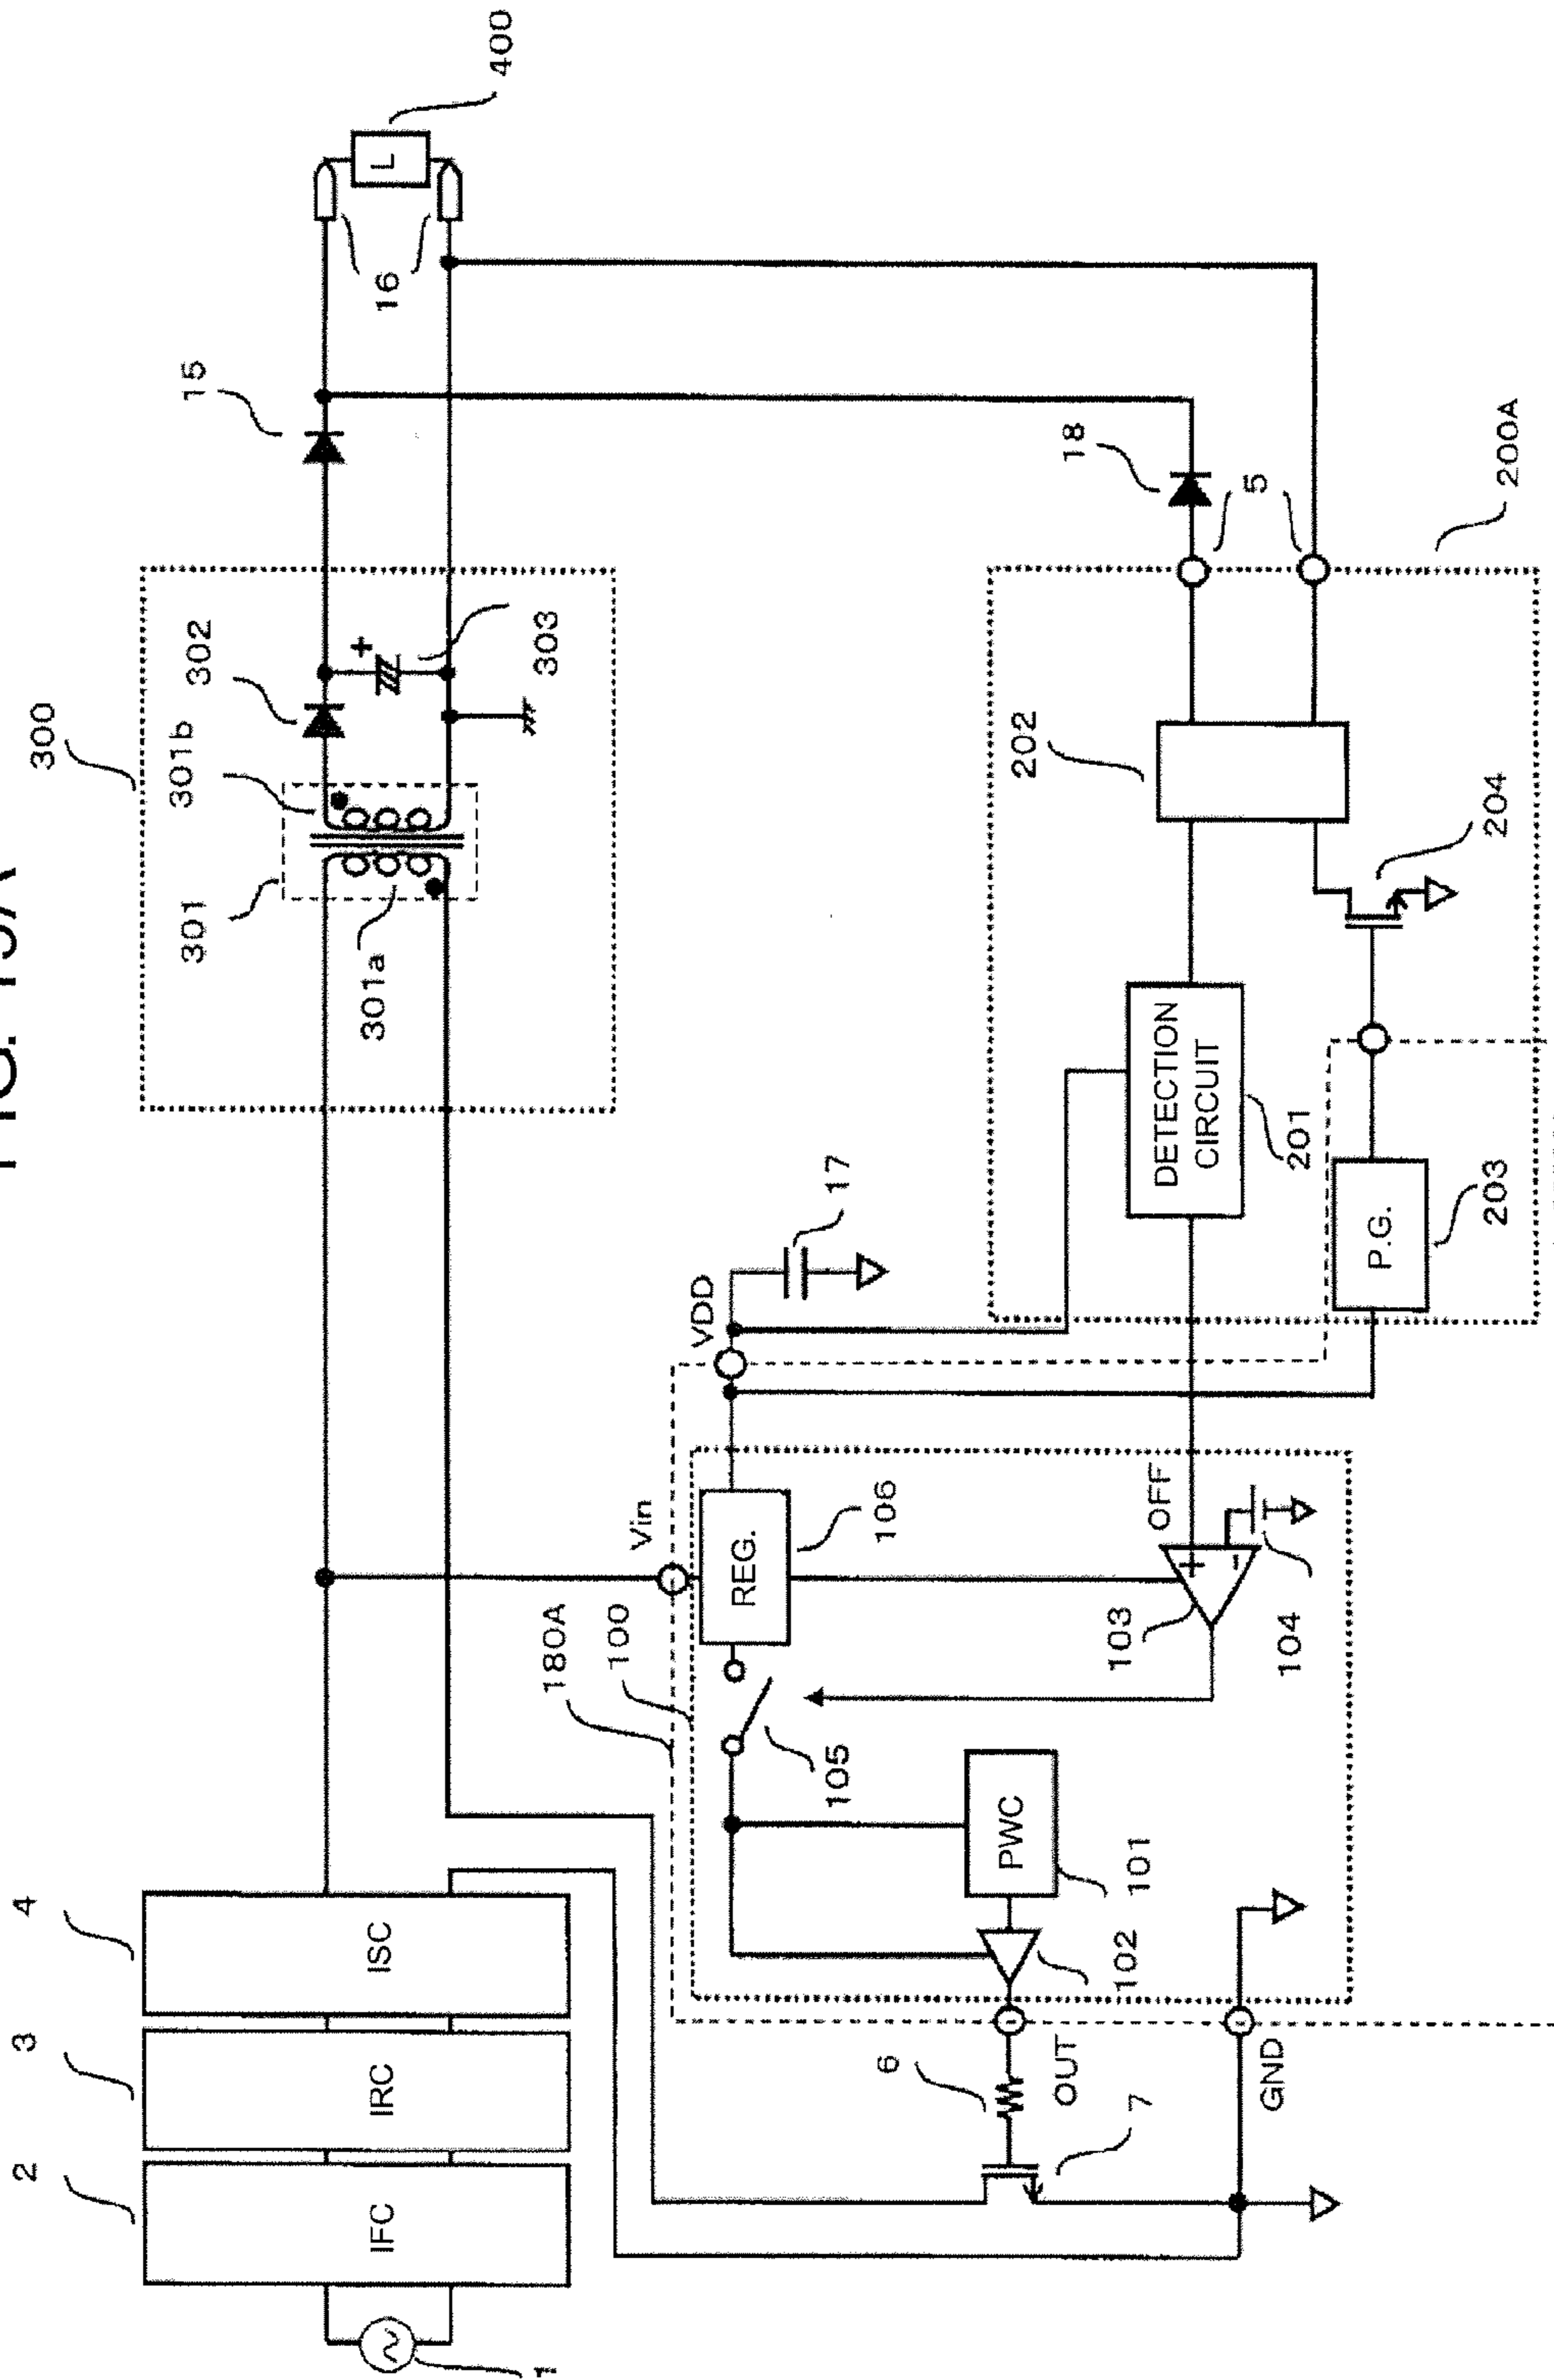 300
301
301b
302
301a
303
15
16
L
400
4
3
2
ISC
IRC
IFC
1
Vin
VDD
17
180A
100
REG.
106
105
OFF
103
104
PWC
101
102
6
OUT
7
GND
DETECTION
CIRCUIT
201
202
18
5
200A
204
P.G.
203
+
+
-